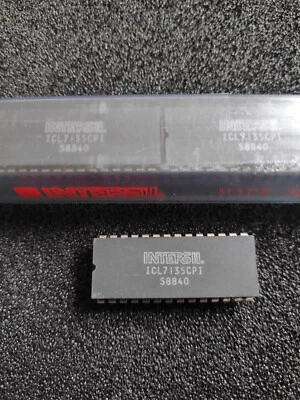 INTERSIL INTERSIL
ICL7135CPI ICL7135CPI
S8840 S8840
INTERSIL
INTERSIL
ICL7135CPI
S8840